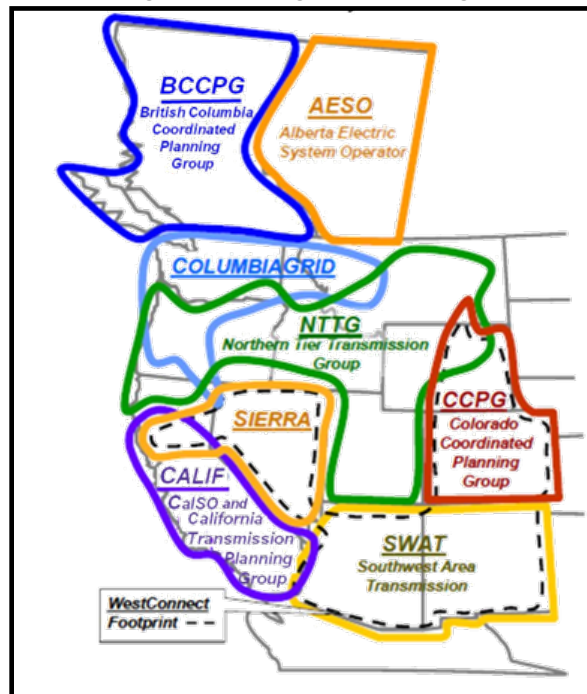 BCCPG
British Columbia
Coordinated
Planning
Group
AESO
Alberta Electric
System Operator
COLUMBIAGRID
NTTG
Northern Tier Transmission
Group
SIERRA
CCPG
Colorado
Coordinated
Planning
Group
CALIF
CalSO and
California
Transmission
Planning
Group
SWAT
Southwest Area
Transmission
WestConnect
Footprint